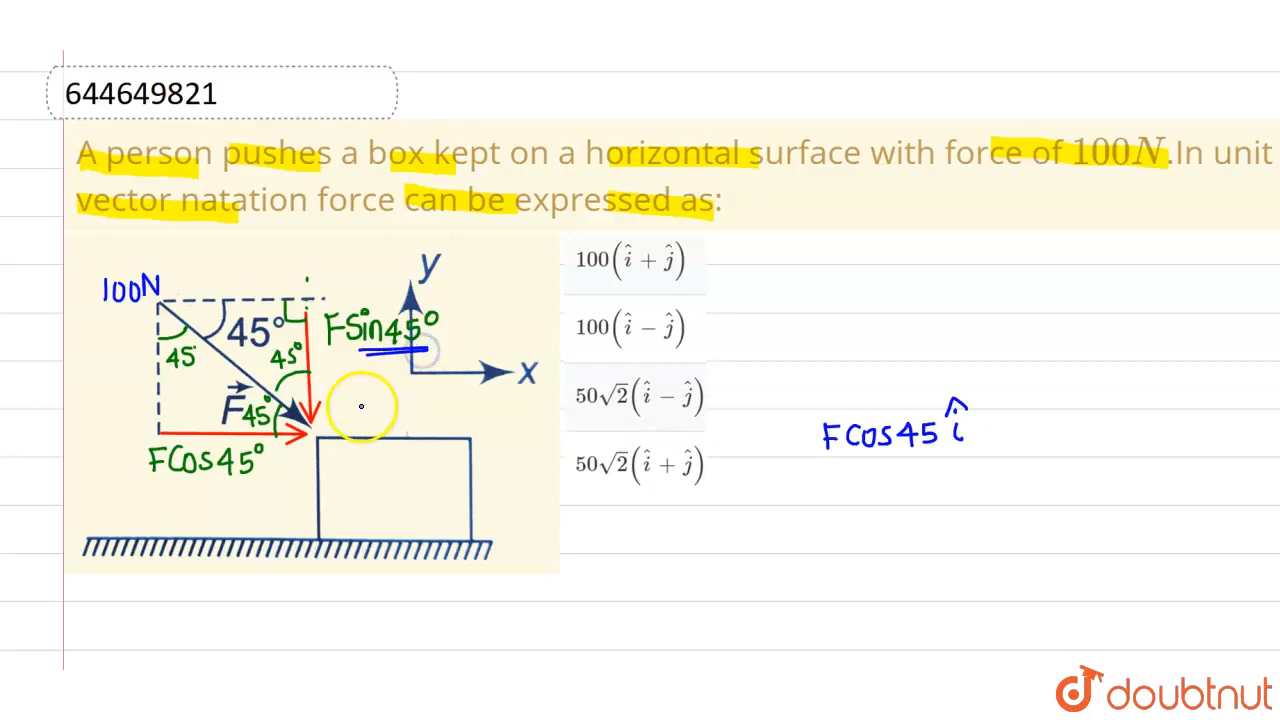 644649821
A person pushes a box kept on a horizontal surface with force of 100N.In unit
vector natation force can be expressed as:
100N
45°
45
45°
F⃗
45°
FSin45°
FCos45°
y
x
100(î + ĵ)
100(î − ĵ)
50√2(î − ĵ)
50√2(î + ĵ)
FCos45 î
doubtnut